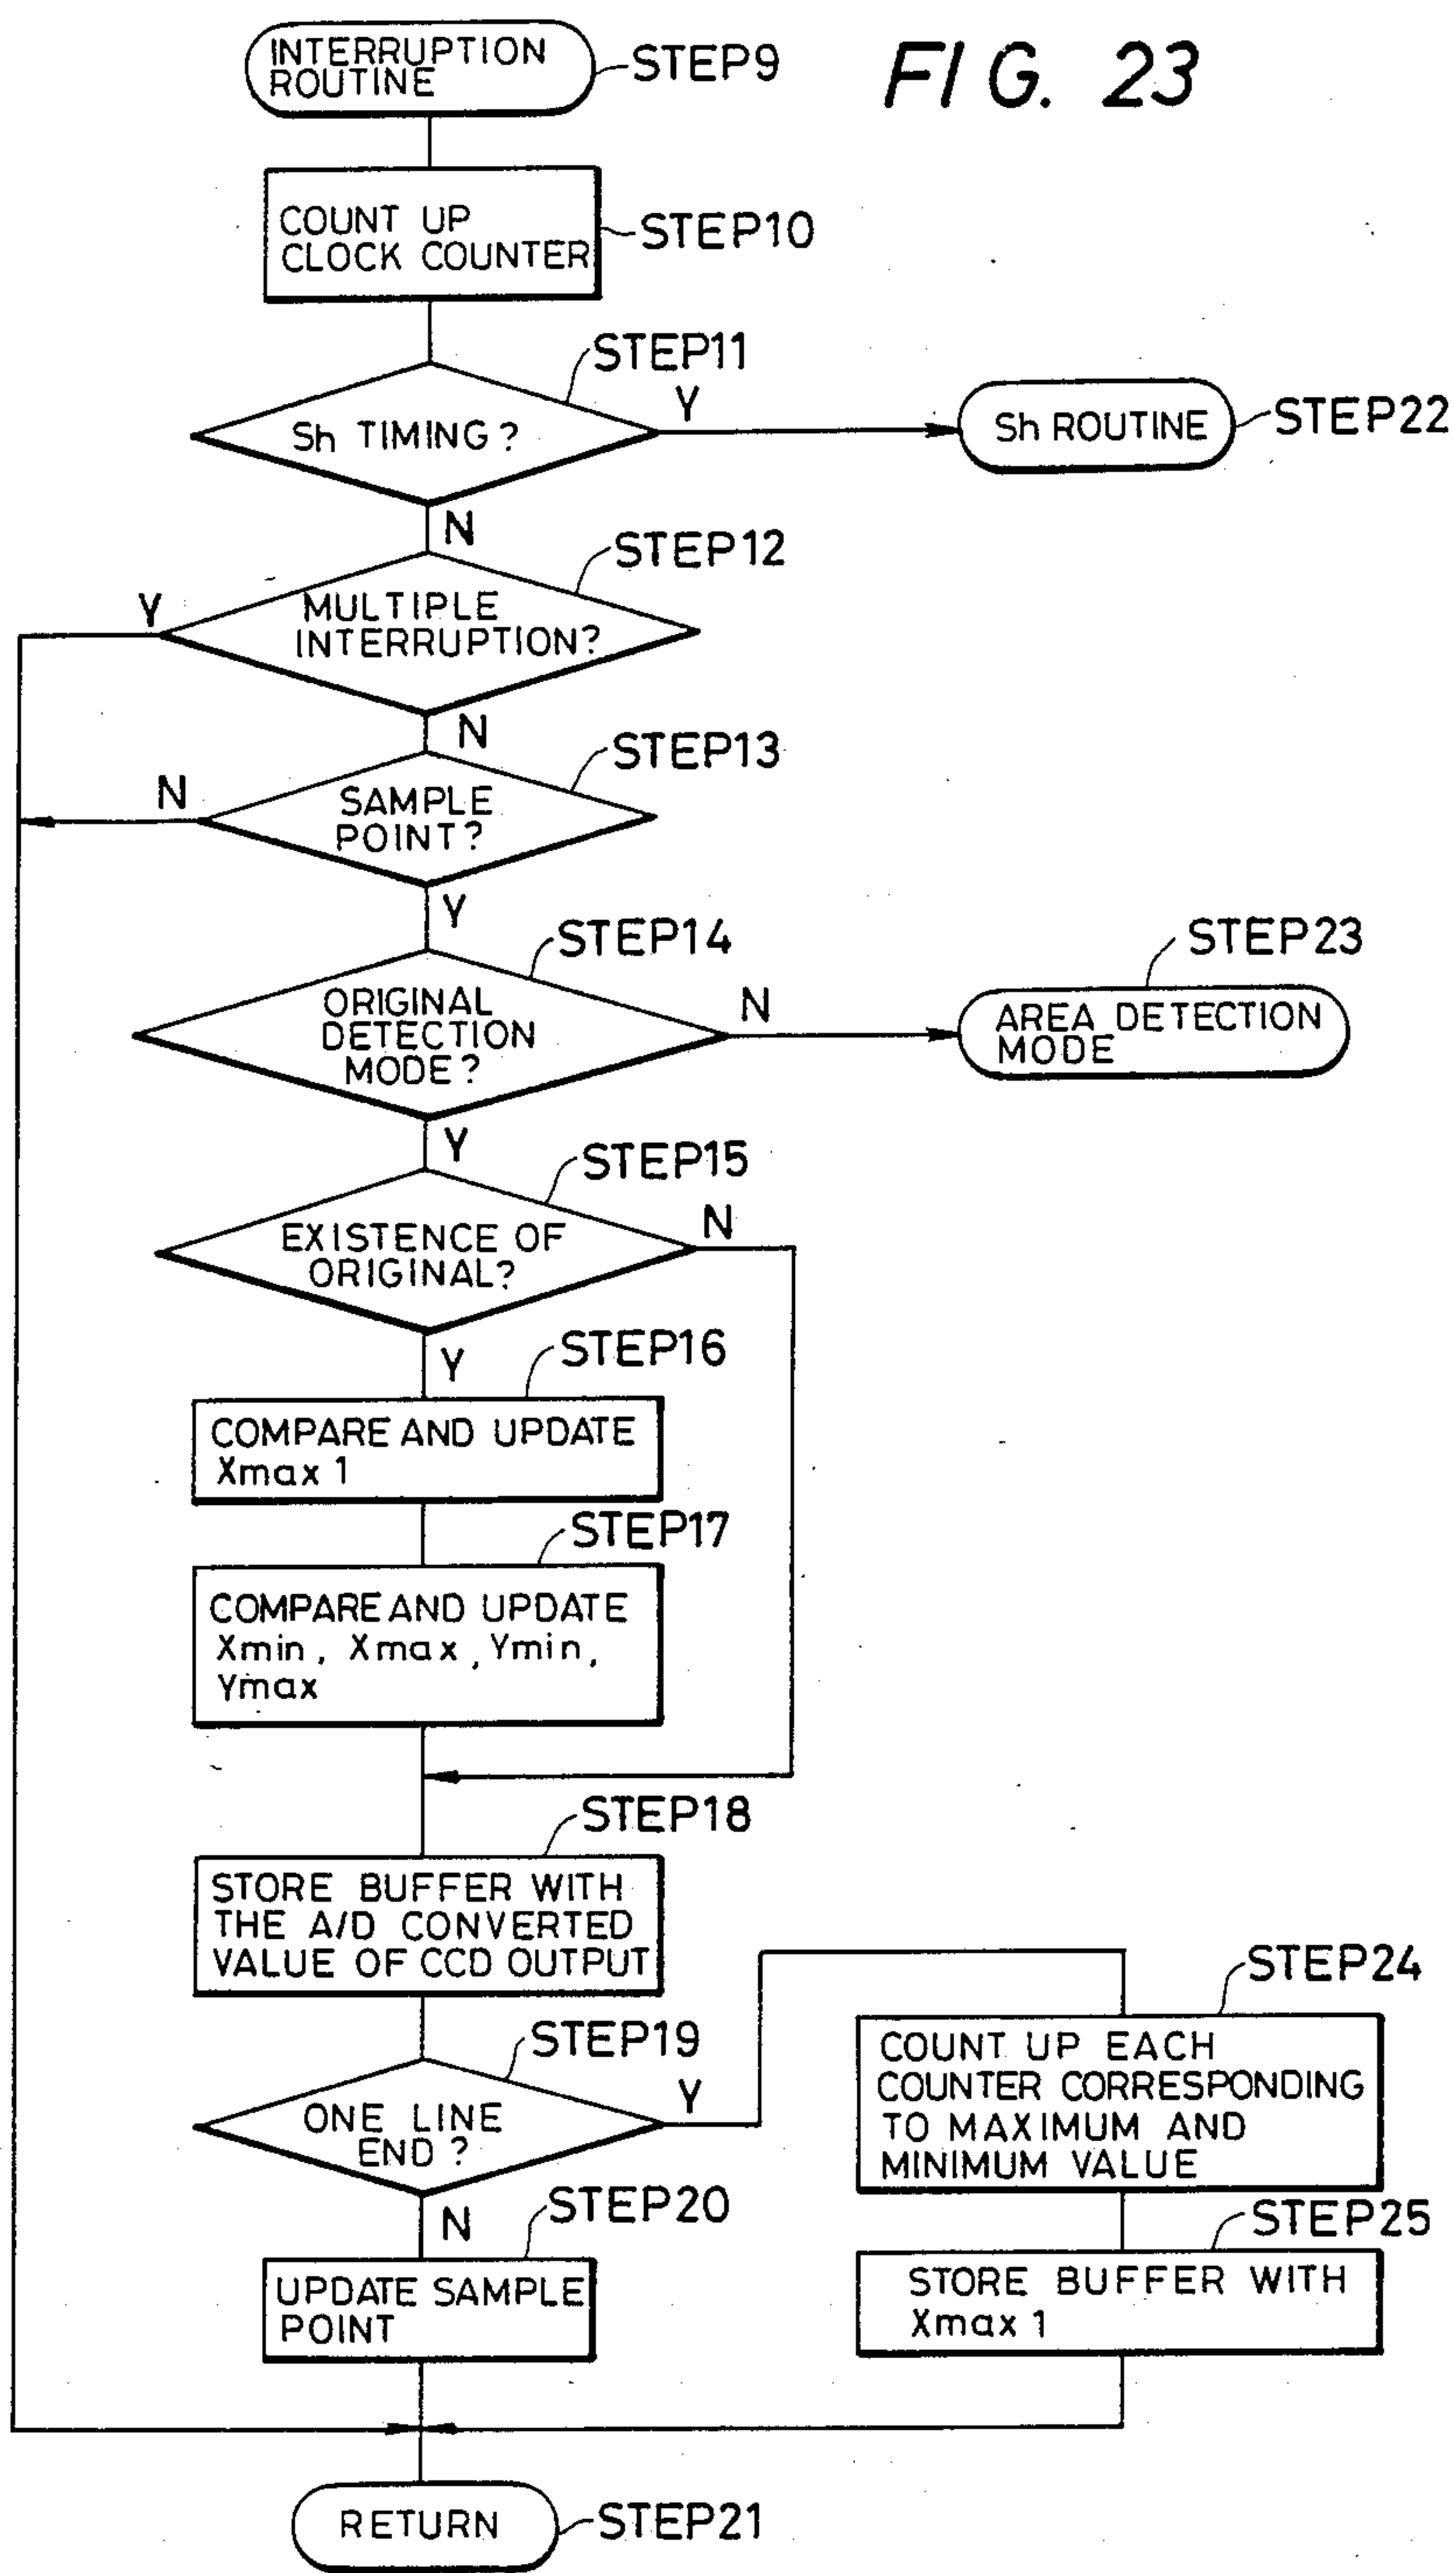 FIG. 23
INTERRUPTION
ROUTINE
STEP9
COUNT UP
CLOCK COUNTER
STEP10
STEP11
Sh TIMING?
Y
Sh ROUTINE
STEP22
N
STEP12
Y
MULTIPLE
INTERRUPTION?
N
STEP13
N
SAMPLE
POINT?
Y
STEP14
ORIGINAL
DETECTION
MODE?
N
STEP23
AREA DETECTION
MODE
Y
STEP15
EXISTENCE OF
ORIGINAL?
N
Y
STEP16
COMPARE AND UPDATE
Xmax 1
STEP17
COMPARE AND UPDATE
Xmin, Xmax, Ymin,
Ymax
STEP18
STORE BUFFER WITH
THE A/D CONVERTED
VALUE OF CCD OUTPUT
STEP19
ONE LINE
END?
Y
STEP24
COUNT UP EACH
COUNTER CORRESPONDING
TO MAXIMUM AND
MINIMUM VALUE
N
STEP20
UPDATE SAMPLE
POINT
STEP25
STORE BUFFER WITH
Xmax 1
RETURN
STEP21